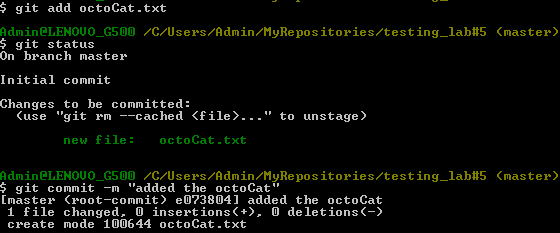 $ git add octoCat.txt
Admin@LENOVO_G500 /C/Users/Admin/MyRepositories/testing_lab#5 (master)
$ git status
On branch master
Initial commit
Changes to be committed:
(use "git rm --cached <file>..." to unstage)
new file: octoCat.txt
Admin@LENOVO_G500 /C/Users/Admin/MyRepositories/testing_lab#5 (master)
$ git commit -m "added the octoCat"
[master (root-commit) e073804] added the octoCat
1 file changed, 0 insertions(+), 0 deletions(-)
create mode 100644 octoCat.txt